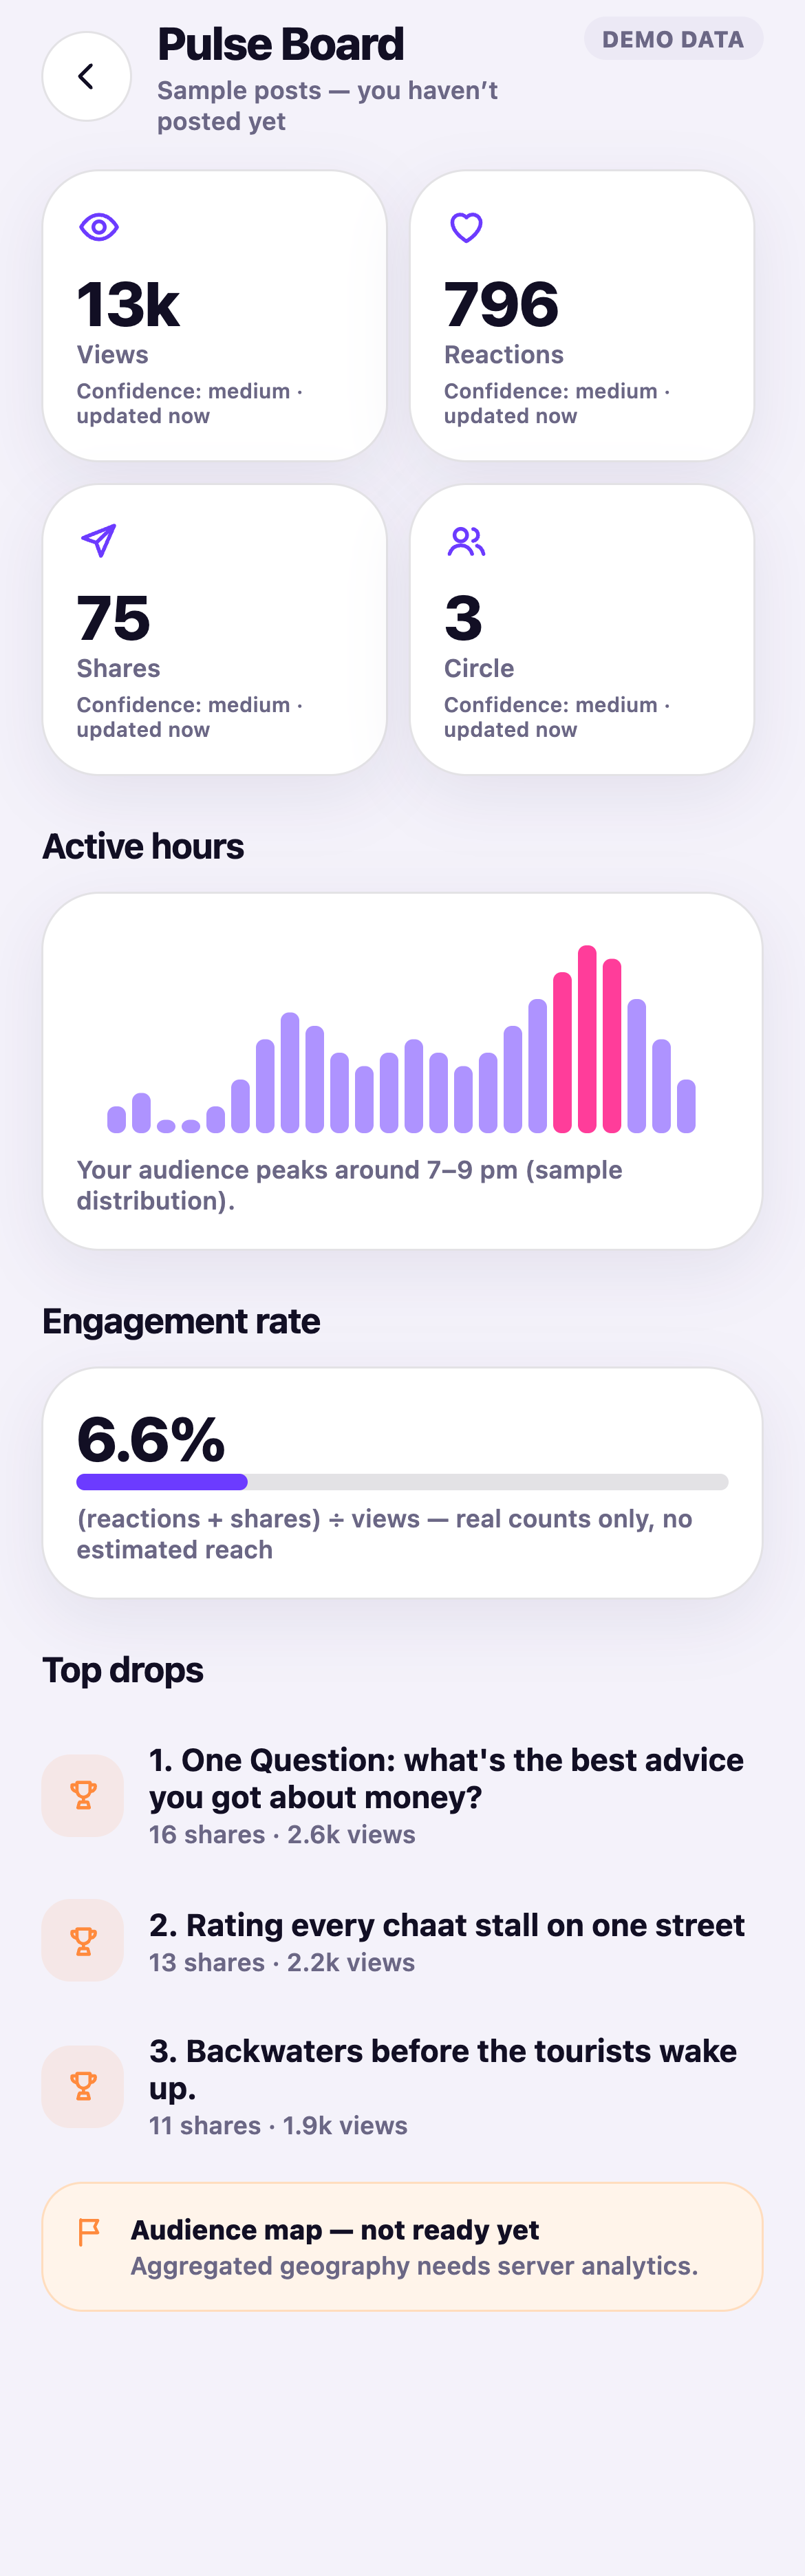 Pulse Board
DEMO DATA
Sample posts — you haven’t
posted yet
13k
Views
Confidence: medium ·
updated now
796
Reactions
Confidence: medium ·
updated now
75
Shares
Confidence: medium ·
updated now
3
Circle
Confidence: medium ·
updated now
Active hours
Your audience peaks around 7–9 pm (sample
distribution).
Engagement rate
6.6%
(reactions + shares) ÷ views — real counts only, no
estimated reach
Top drops
1. One Question: what's the best advice
you got about money?
16 shares · 2.6k views
2. Rating every chaat stall on one street
13 shares · 2.2k views
3. Backwaters before the tourists wake
up.
11 shares · 1.9k views
Audience map — not ready yet
Aggregated geography needs server analytics.